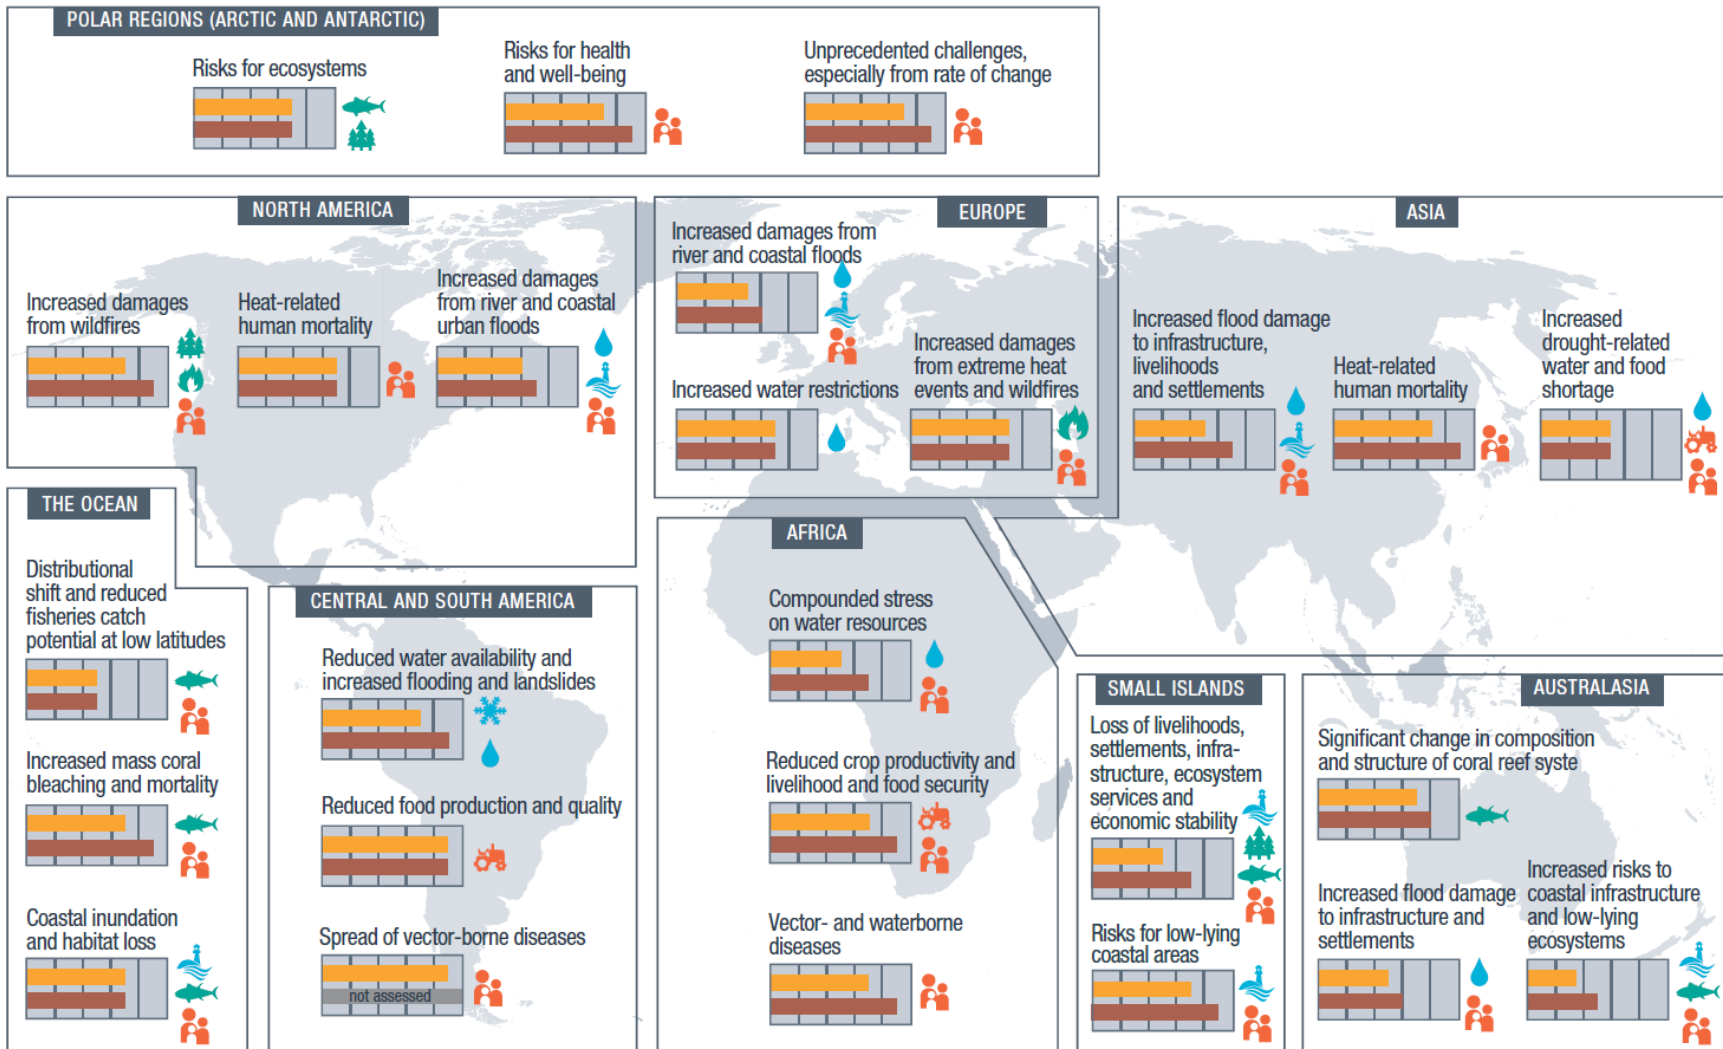 POLAR REGIONS (ARCTIC AND ANTARCTIC)
Risks for ecosystems
Risks for health
and well-being
Unprecedented challenges,
especially from rate of change
NORTH AMERICA
Increased damages
from wildfires
Heat-related
human mortality
Increased damages
from river and coastal
urban floods
EUROPE
Increased damages from
river and coastal floods
Increased water restrictions
Increased damages
from extreme heat
events and wildfires
ASIA
Increased flood damage
to infrastructure,
livelihoods
and settlements
Heat-related
human mortality
Increased
drought-related
water and food
shortage
THE OCEAN
Distributional
shift and reduced
fisheries catch
potential at low latitudes
Increased mass coral
bleaching and mortality
Coastal inundation
and habitat loss
CENTRAL AND SOUTH AMERICA
Reduced water availability and
increased flooding and landslides
Reduced food production and quality
Spread of vector-borne diseases
not assessed
AFRICA
Compounded stress
on water resources
Reduced crop productivity and
livelihood and food security
Vector- and waterborne
diseases
SMALL ISLANDS
Loss of livelihoods,
settlements, infra-
structure, ecosystem
services and
economic stability
Risks for low-lying
coastal areas
AUSTRALASIA
Significant change in composition
and structure of coral reef syste
Increased flood damage
to infrastructure and
settlements
Increased risks to
coastal infrastructure
and low-lying
ecosystems